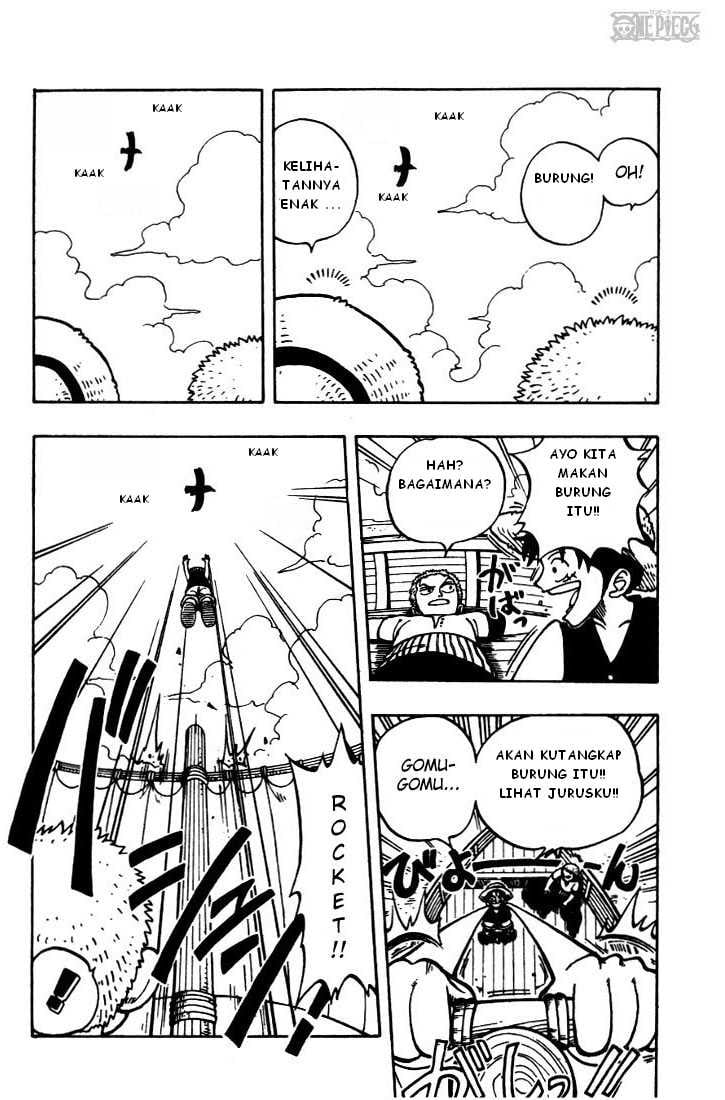 ONE PIECE
OH!
BURUNG!
KAAK
KAAK
KELIHA-
TANNYA
ENAK ...
KAAK
KAAK
AYO KITA
MAKAN
BURUNG
ITU!!
HAH?
BAGAIMANA?
がばっ
AKAN KUTANGKAP
BURUNG ITU!!
LIHAT JURUSKU!!
GOMU-
GOMU...
びよーーん
KAAK
KAAK
ROCKET!!
!